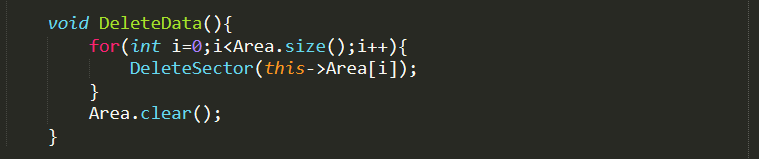 void DeleteData(){
for(int i=0;i<Area.size();i++){
DeleteSector(this->Area[i]);
}
Area.clear();
}